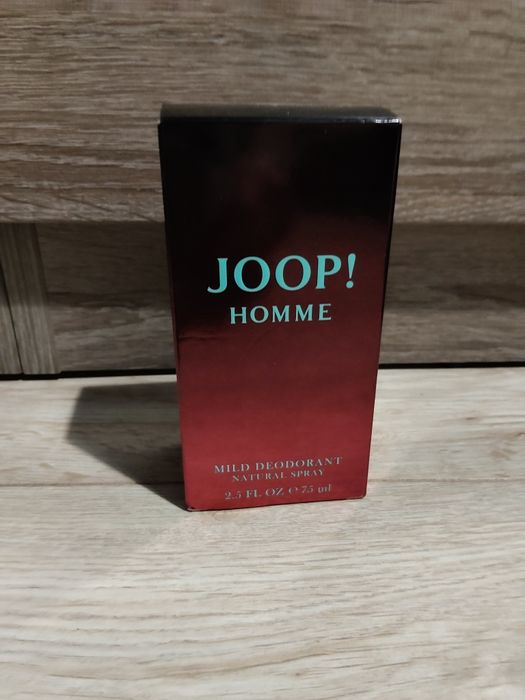 JOOP!
HOMME
MILD DEODORANT
NATURAL SPRAY
2.5 FL OZ ℮ 75 ml